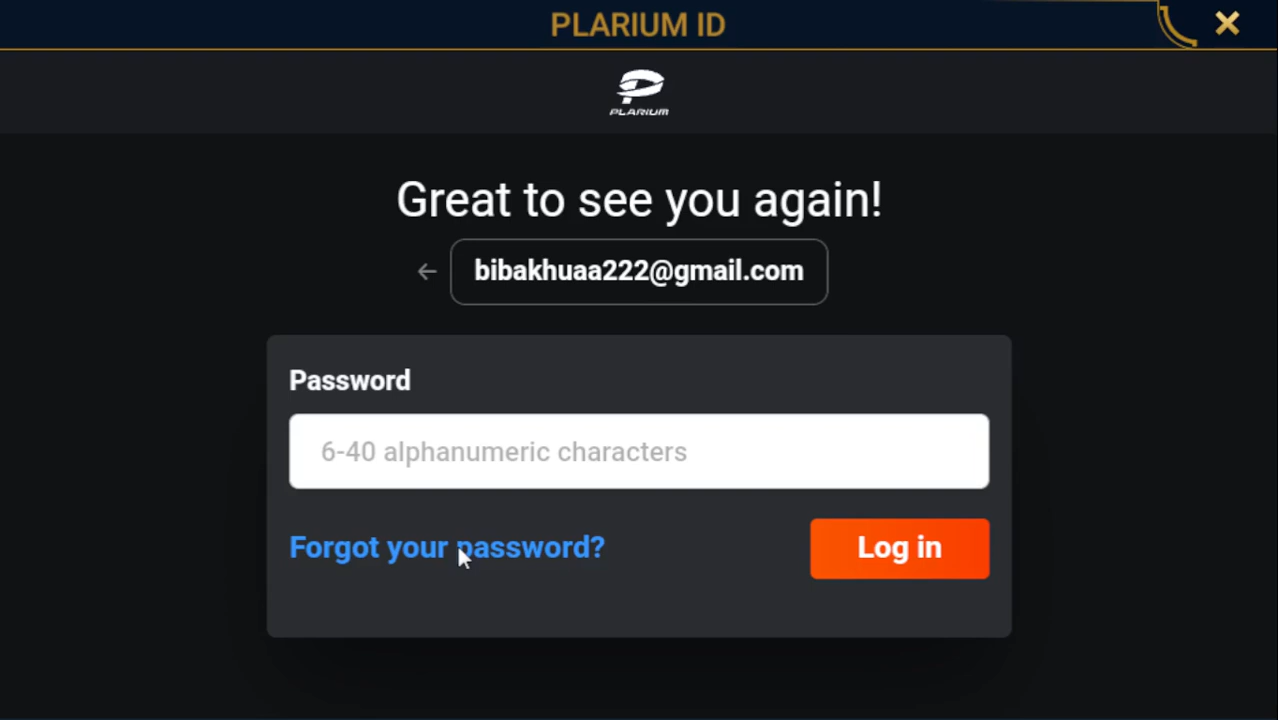 PLARIUM ID
PLARIUM
Great to see you again!
bibakhuaa222@gmail.com
Password
6-40 alphanumeric characters
Forgot your password?
Log in